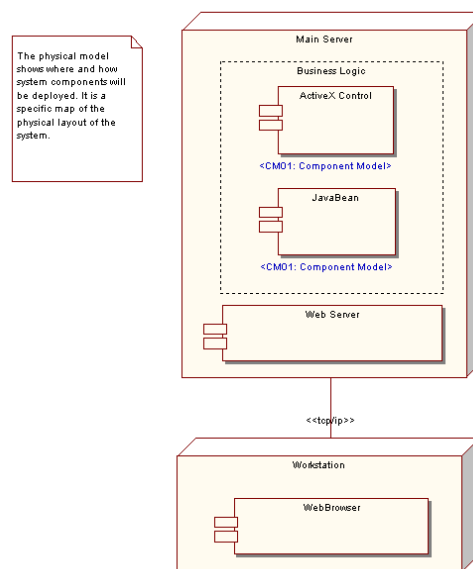 Main Server
The physical model
shows where and how
system components will
be deployed. It is a
specific map of the
physical layout of the
system.
Business Logic
ActiveX Control
<CM01: Component Model>
JavaBean
<CM01: Component Model>
Web Server
<<tcp/ip>>
Workstation
WebBrowser